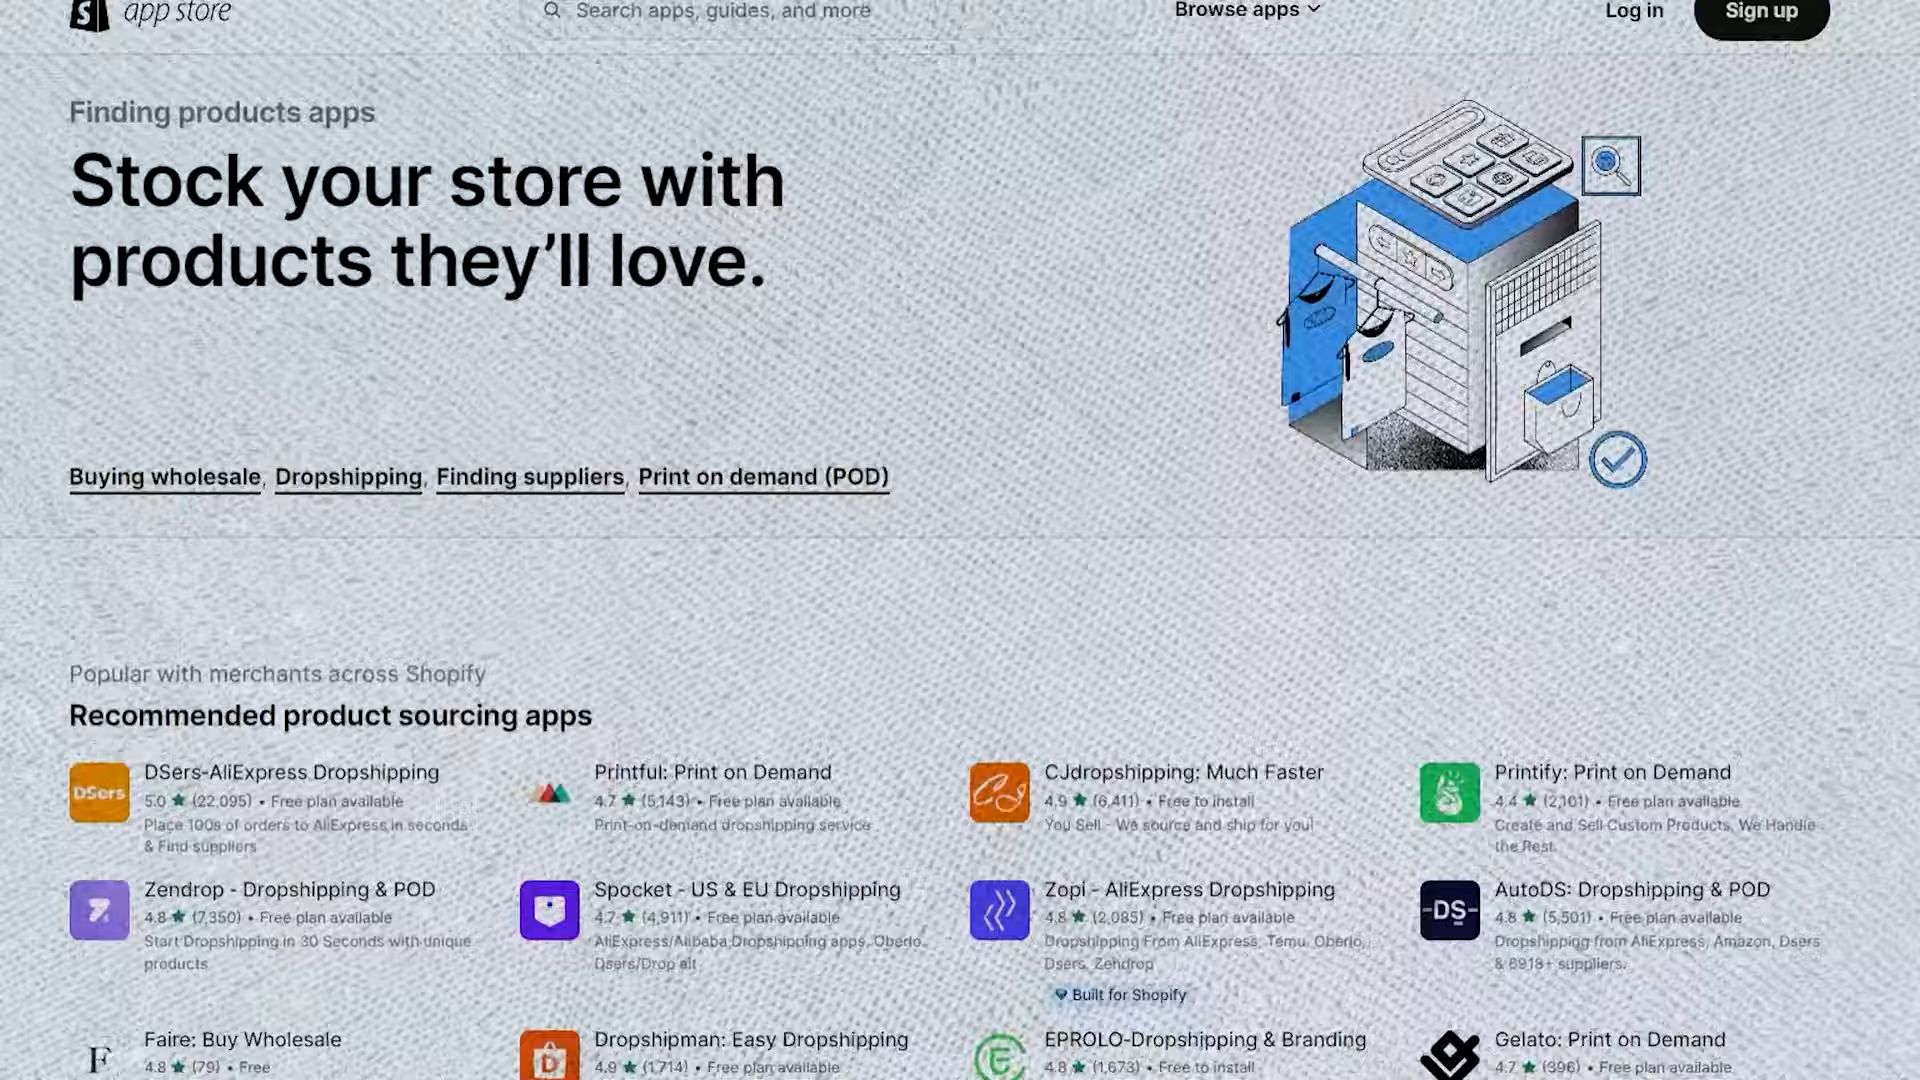 app store
Search apps, guides, and more
Browse apps
Log in
Sign up
Finding products apps
Stock your store with
products they’ll love.
Buying wholesale, Dropshipping, Finding suppliers, Print on demand (POD)
Popular with merchants across Shopify
Recommended product sourcing apps
DSers
DSers-AliExpress Dropshipping
5.0 ★ (22,095) • Free plan available
Place 100s of orders to AliExpress in seconds
& Find suppliers
Printful: Print on Demand
4.7 ★ (5,143) • Free plan available
Print-on-demand dropshipping service
CJ
CJdropshipping: Much Faster
4.9 ★ (6,411) • Free to install
You Sell - We source and ship for you!
Printify: Print on Demand
4.4 ★ (2,101) • Free plan available
Create and Sell Custom Products, We Handle
the Rest.
Zendrop - Dropshipping & POD
4.8 ★ (7,350) • Free plan available
Start Dropshipping in 30 Seconds with unique
products
Spocket - US & EU Dropshipping
4.7 ★ (4,911) • Free plan available
AliExpress/Alibaba Dropshipping apps, Oberlo,
Dsers/Drop alt
Zopi - AliExpress Dropshipping
4.8 ★ (2,085) • Free plan available
Dropshipping From AliExpress, Temu, Oberlo,
Dsers, Zendrop
Built for Shopify
-DS-
AutoDS: Dropshipping & POD
4.8 ★ (5,501) • Free plan available
Dropshipping from AliExpress, Amazon, Dsers
& 6918+ suppliers.
F
Faire: Buy Wholesale
4.8 ★ (79) • Free
D
Dropshipman: Easy Dropshipping
4.9 ★ (1,714) • Free plan available
E
EPROLO-Dropshipping & Branding
4.8 ★ (1,673) • Free to install
Gelato: Print on Demand
4.7 ★ (896) • Free plan available